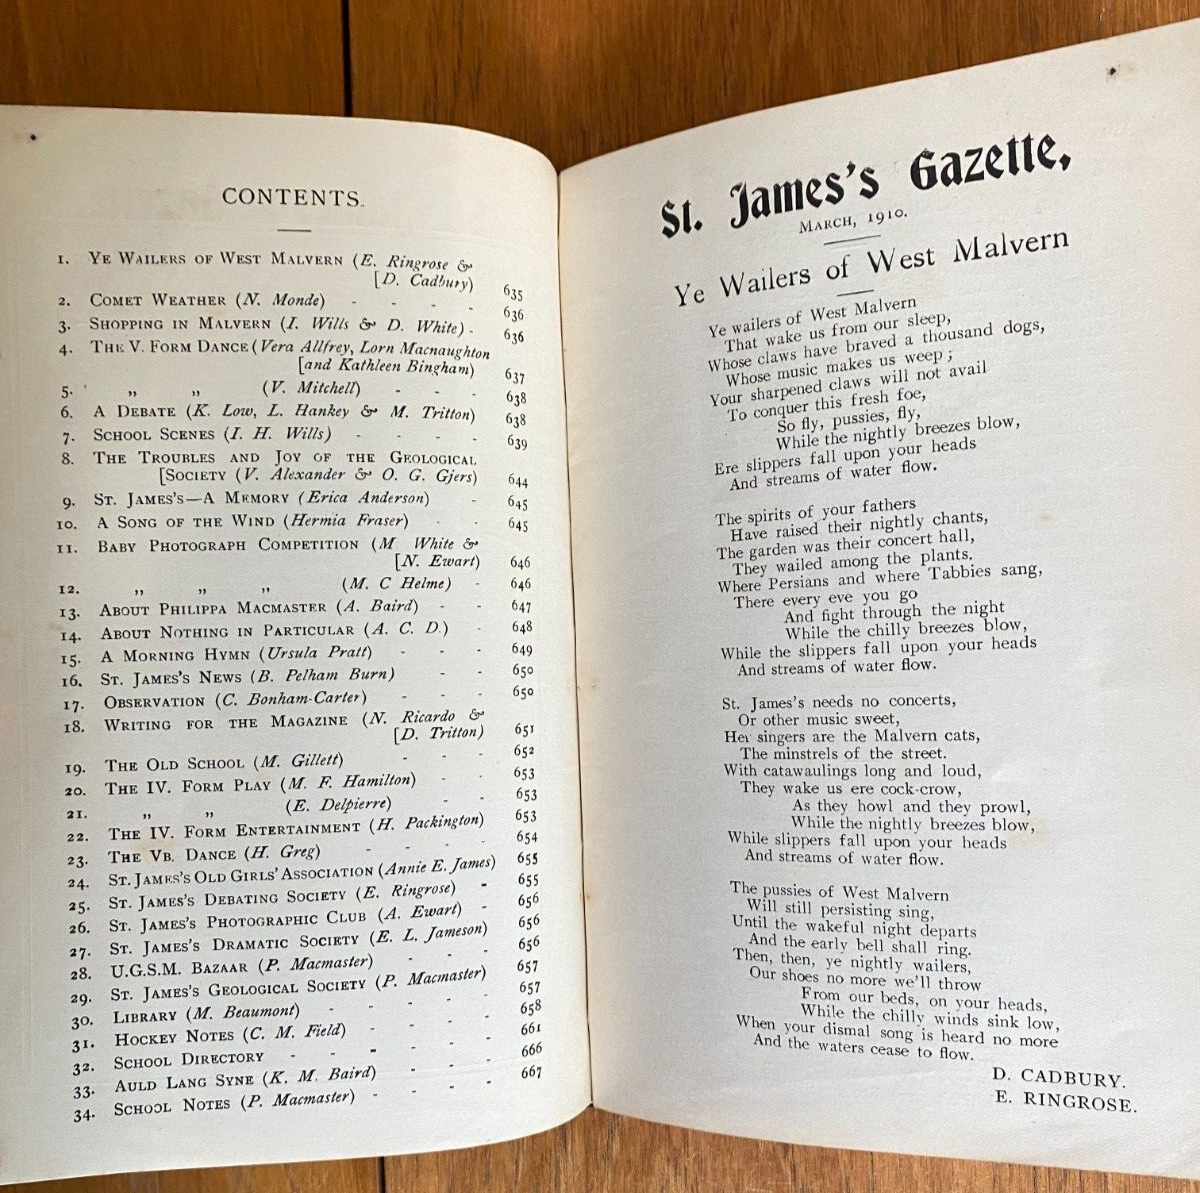 CONTENTS.
1. YE WAILERS OF WEST MALVERN (E. Ringrose &
[D. Cadbury) 635
2. COMET WEATHER (N. Monde) - - - - 636
3. SHOPPING IN MALVERN (I. Wills & D. White) - 636
4. THE V. FORM DANCE (Vera Allfrey, Lorn Macnaughton
[and Kathleen Bingham) 637
5. ,, ,, (V. Mitchell) - - - 638
6. A DEBATE (K. Low, L. Hankey & M. Tritton) 638
7. SCHOOL SCENES (I. H. Wills) - - - - 639
8. THE TROUBLES AND JOY OF THE GEOLOGICAL
[SOCIETY (V. Alexander & O. G. Gjers) 644
9. ST. JAMES'S—A MEMORY (Erica Anderson) - 645
10. A SONG OF THE WIND (Hermia Fraser) - - 645
11. BABY PHOTOGRAPH COMPETITION (M White &
[N. Ewart) 646
12. ,, ,, ,, (M. C Helme) - 646
13. ABOUT PHILIPPA MACMASTER (A. Baird) - - 647
14. ABOUT NOTHING IN PARTICULAR (A. C. D.) - 648
15. A MORNING HYMN (Ursula Pratt) - - - 649
16. ST. JAMES'S NEWS (B. Pelham Burn) - - 650
17. OBSERVATION (C. Bonham-Carter) - - - 650
18. WRITING FOR THE MAGAZINE (N. Ricardo &
[D. Tritton) 651
19. THE OLD SCHOOL (M. Gillett) - - - 652
20. THE IV. FORM PLAY (M. F. Hamilton) - - 653
21. ,, ,, (E. Delpierre) - - 653
22. THE IV. FORM ENTERTAINMENT (H. Packington) 653
23. THE VB. DANCE (H. Greg) - - - - 654
24. ST. JAMES'S OLD GIRLS' ASSOCIATION (Annie E. James) 655
25. ST. JAMES'S DEBATING SOCIETY (E. Ringrose) - 655
26. ST. JAMES'S PHOTOGRAPHIC CLUB (A. Ewart) - 656
27. ST. JAMES'S DRAMATIC SOCIETY (E. L. Jameson) 656
28. U.G.S.M. BAZAAR (P. Macmaster) - - - 656
29. ST. JAMES'S GEOLOGICAL SOCIETY (P. Macmaster) 657
30. LIBRARY (M. Beaumont) - - - - 657
31. HOCKEY NOTES (C. M. Field) - - - - 658
32. SCHOOL DIRECTORY - - - - - 661
33. AULD LANG SYNE (K. M. Baird) - - - 666
34. SCHOOL NOTES (P. Macmaster) - - - 667
St. James's Gazette,
MARCH, 1910.
Ye Wailers of West Malvern
Ye wailers of West Malvern
That wake us from our sleep,
Whose claws have braved a thousand dogs,
Whose music makes us weep;
Your sharpened claws will not avail
To conquer this fresh foe,
So fly, pussies, fly,
While the nightly breezes blow,
Ere slippers fall upon your heads
And streams of water flow.
The spirits of your fathers
Have raised their nightly chants,
The garden was their concert hall,
They wailed among the plants.
Where Persians and where Tabbies sang,
There every eve you go
And fight through the night
While the chilly breezes blow,
While the slippers fall upon your heads
And streams of water flow.
St. James's needs no concerts,
Or other music sweet,
Her singers are the Malvern cats,
The minstrels of the street.
With catawaulings long and loud,
They wake us ere cock-crow,
As they howl and they prowl,
While the nightly breezes blow,
While slippers fall upon your heads
And streams of water flow.
The pussies of West Malvern
Will still persisting sing,
Until the wakeful night departs
And the early bell shall ring.
Then, then, ye nightly wailers,
Our shoes no more we'll throw
From our beds, on your heads,
While the chilly winds sink low,
When your dismal song is heard no more
And the waters cease to flow.
D. CADBURY.
E. RINGROSE.